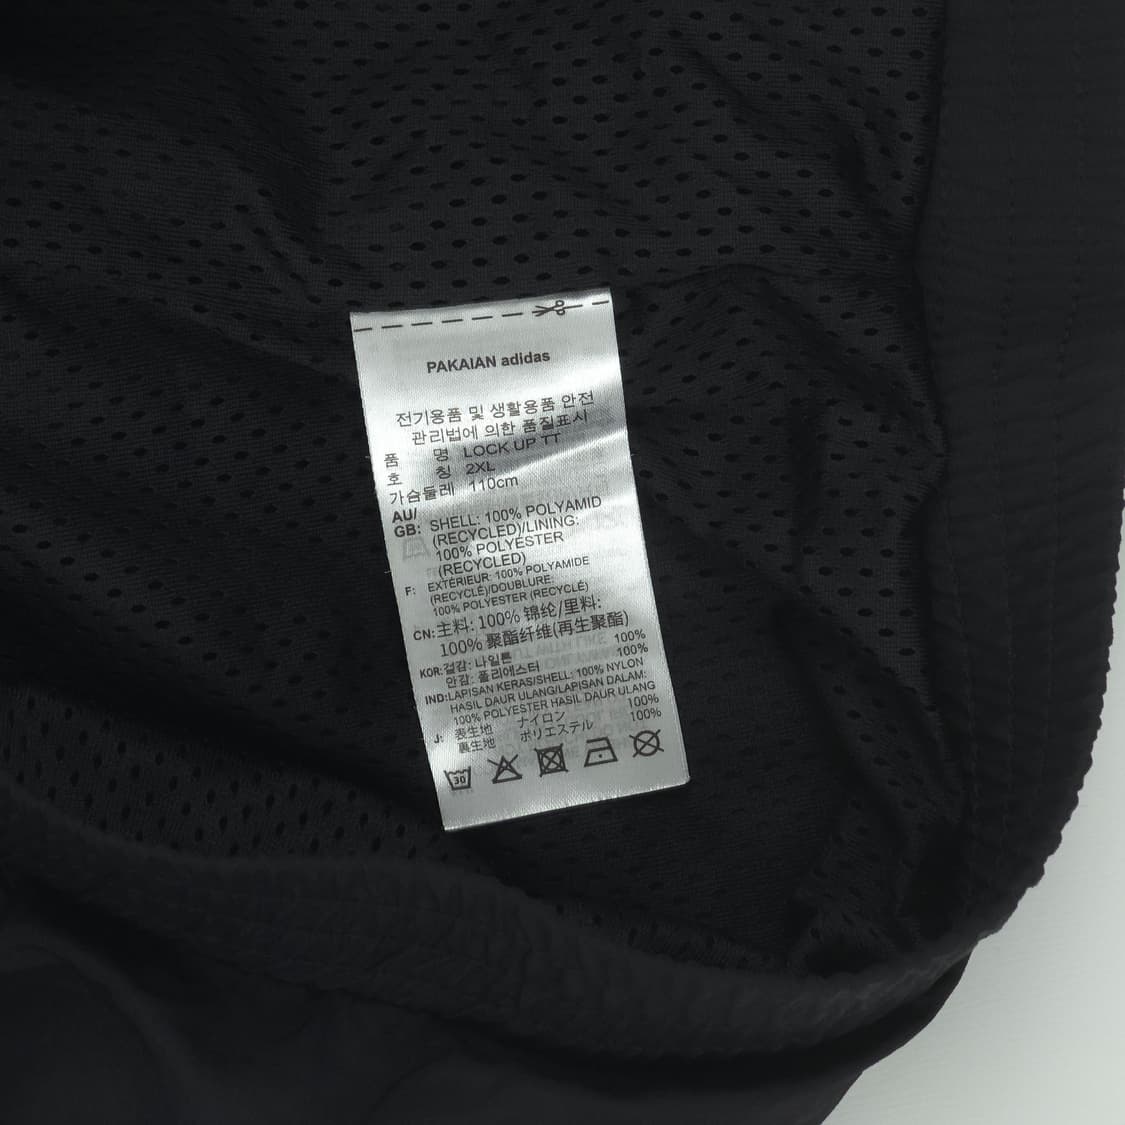 PAKAIAN adidas
전기용품 및 생활용품 안전
관리법에 의한 품질표시
품 명 LOCK UP TT
호 칭 2XL
가슴둘레 110cm
AU/
GB: SHELL: 100% POLYAMID
(RECYCLED)/LINING:
100% POLYESTER
(RECYCLED)
F: EXTÉRIEUR: 100% POLYAMIDE
(RECYCLÉ)/DOUBLURE:
100% POLYESTER (RECYCLÉ)
CN: 主料: 100% 锦纶/里料:
100% 聚酯纤维(再生聚酯)
KOR: 겉감: 나일론 100%
안감: 폴리에스터 100%
IND: LAPISAN KERAS/SHELL: 100% NYLON
HASIL DAUR ULANG/LAPISAN DALAM:
100% POLYESTER HASIL DAUR ULANG
J: 表生地 ナイロン 100%
裏生地 ポリエステル 100%
30